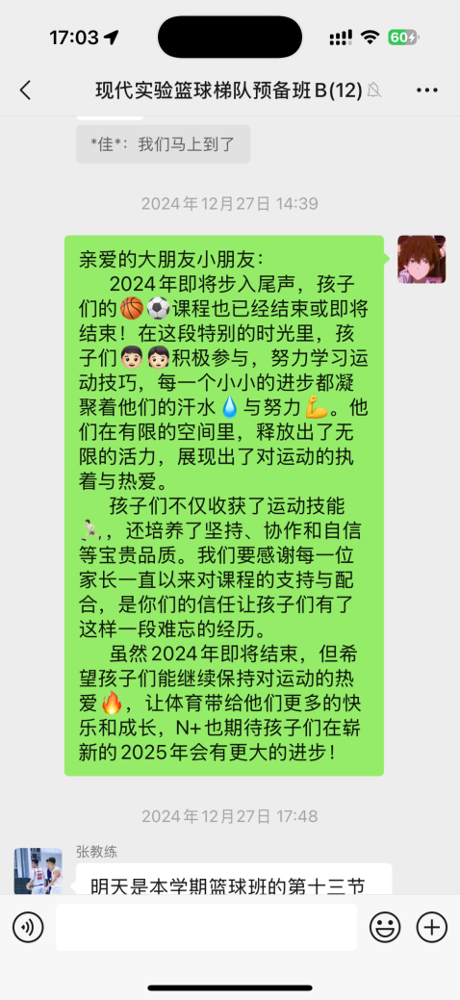 17:03
60
现代实验篮球梯队预备班B(12)
*佳*：我们马上到了
2024年12月27日 14:39
亲爱的大朋友小朋友：
2024年即将步入尾声，孩子
们的🏀⚽课程也已经结束或即将
结束！在这段特别的时光里，孩
子们👦🏻👧🏻积极参与，努力学习运
动技巧，每一个小小的进步都凝
聚着他们的汗水💧与努力💪。他
们在有限的空间里，释放出了无
限的活力，展现出了对运动的执
着与热爱。
孩子们不仅收获了运动技能
🏃🏻，还培养了坚持、协作和自信
等宝贵品质。我们要感谢每一位
家长一直以来对课程的支持与配
合，是你们的信任让孩子们有了
这样一段难忘的经历。
虽然2024年即将结束，但希
望孩子们能继续保持对运动的热
爱🔥，让体育带给他们更多的快
乐和成长，N+也期待孩子们在崭
新的2025年会有更大的进步！
2024年12月27日 17:48
张教练
明天是本学期篮球班的第十三节